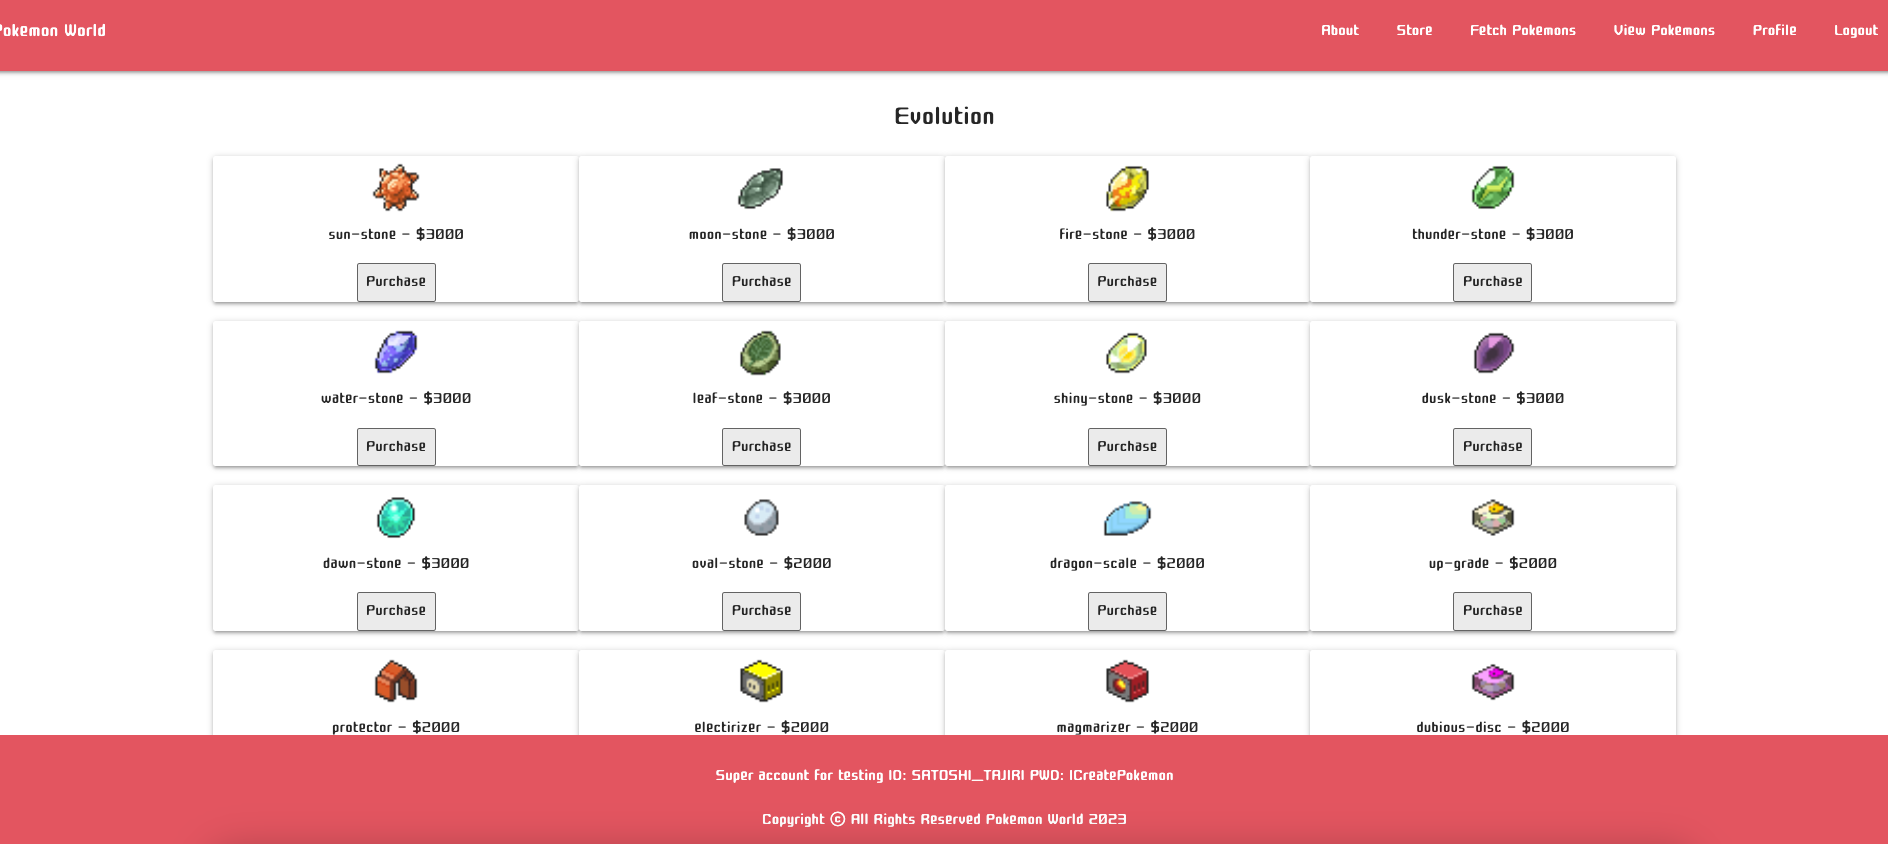 Pokemon World About Store Fetch Pokemons View Pokemons Profile Logout
Evolution
sun-stone - $3000 moon-stone - $3000 fire-stone - $3000 thunder-stone - $3000
Purchase Purchase Purchase Purchase
water-stone - $3000 leaf-stone - $3000 shiny-stone - $3000 dusk-stone - $3000
Purchase Purchase Purchase Purchase
dawn-stone - $3000 oval-stone - $2000 dragon-scale - $2000 up-grade - $2000
Purchase Purchase Purchase Purchase
protector - $2000 electirizer - $2000 magmarizer - $2000 dubious-disc - $2000
Super account for testing ID: SATOSHI_TAJIRI PWD: ICreatePokemon
Copyright © All Rights Reserved Pokemon World 2023